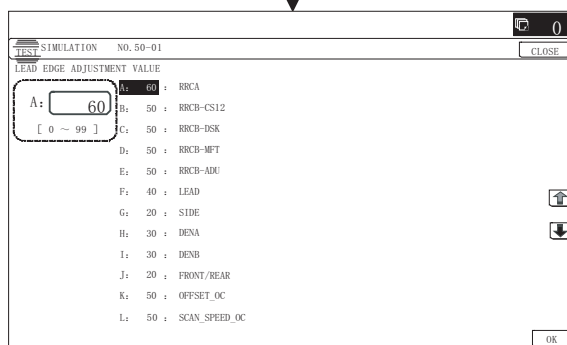 0
TEST SIMULATION NO.50-01
CLOSE
LEAD EDGE ADJUSTMENT VALUE
A: 60
[ 0 ~ 99 ]
A: 60 : RRCA
B: 50 : RRCB-CS12
C: 50 : RRCB-DSK
D: 50 : RRCB-MFT
E: 50 : RRCB-ADU
F: 40 : LEAD
G: 20 : SIDE
H: 30 : DENA
I: 30 : DENB
J: 20 : FRONT/REAR
K: 50 : OFFSET_OC
L: 50 : SCAN_SPEED_OC
OK